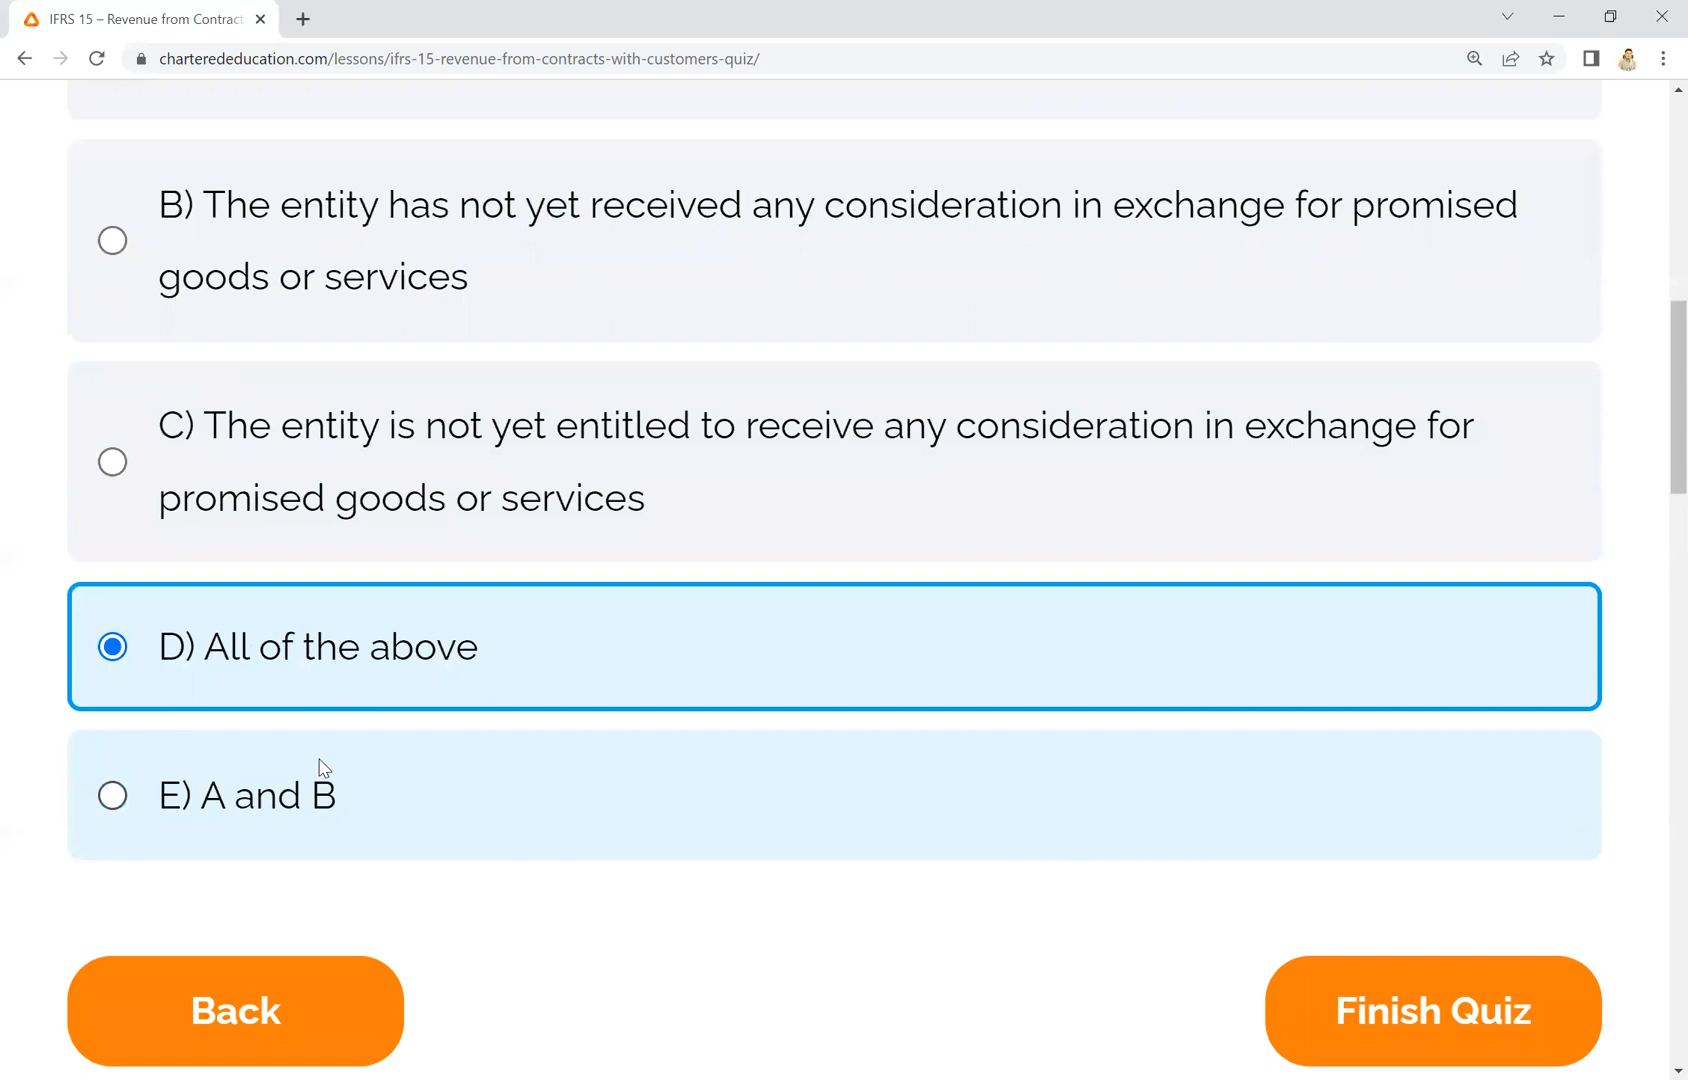 IFRS 15 – Revenue from Contract
chartereducation.com/lessons/ifrs-15-revenue-from-contracts-with-customers-quiz/
B) The entity has not yet received any consideration in exchange for promised
goods or services
C) The entity is not yet entitled to receive any consideration in exchange for
promised goods or services
D) All of the above
E) A and B
Back
Finish Quiz